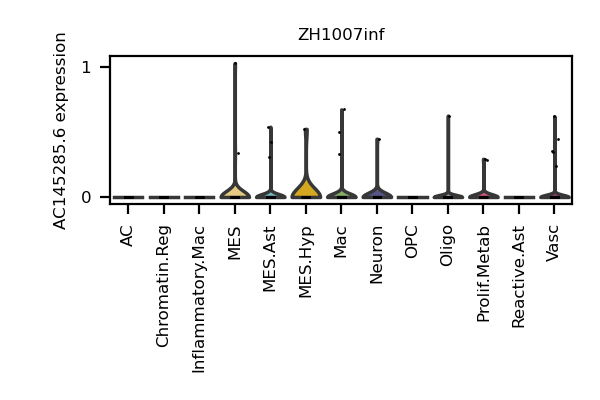 ZH1007inf
AC145285.6 expression
1
0
AC
Chromatin.Reg
Inflammatory.Mac
MES
MES.Ast
MES.Hyp
Mac
Neuron
OPC
Oligo
Prolif.Metab
Reactive.Ast
Vasc